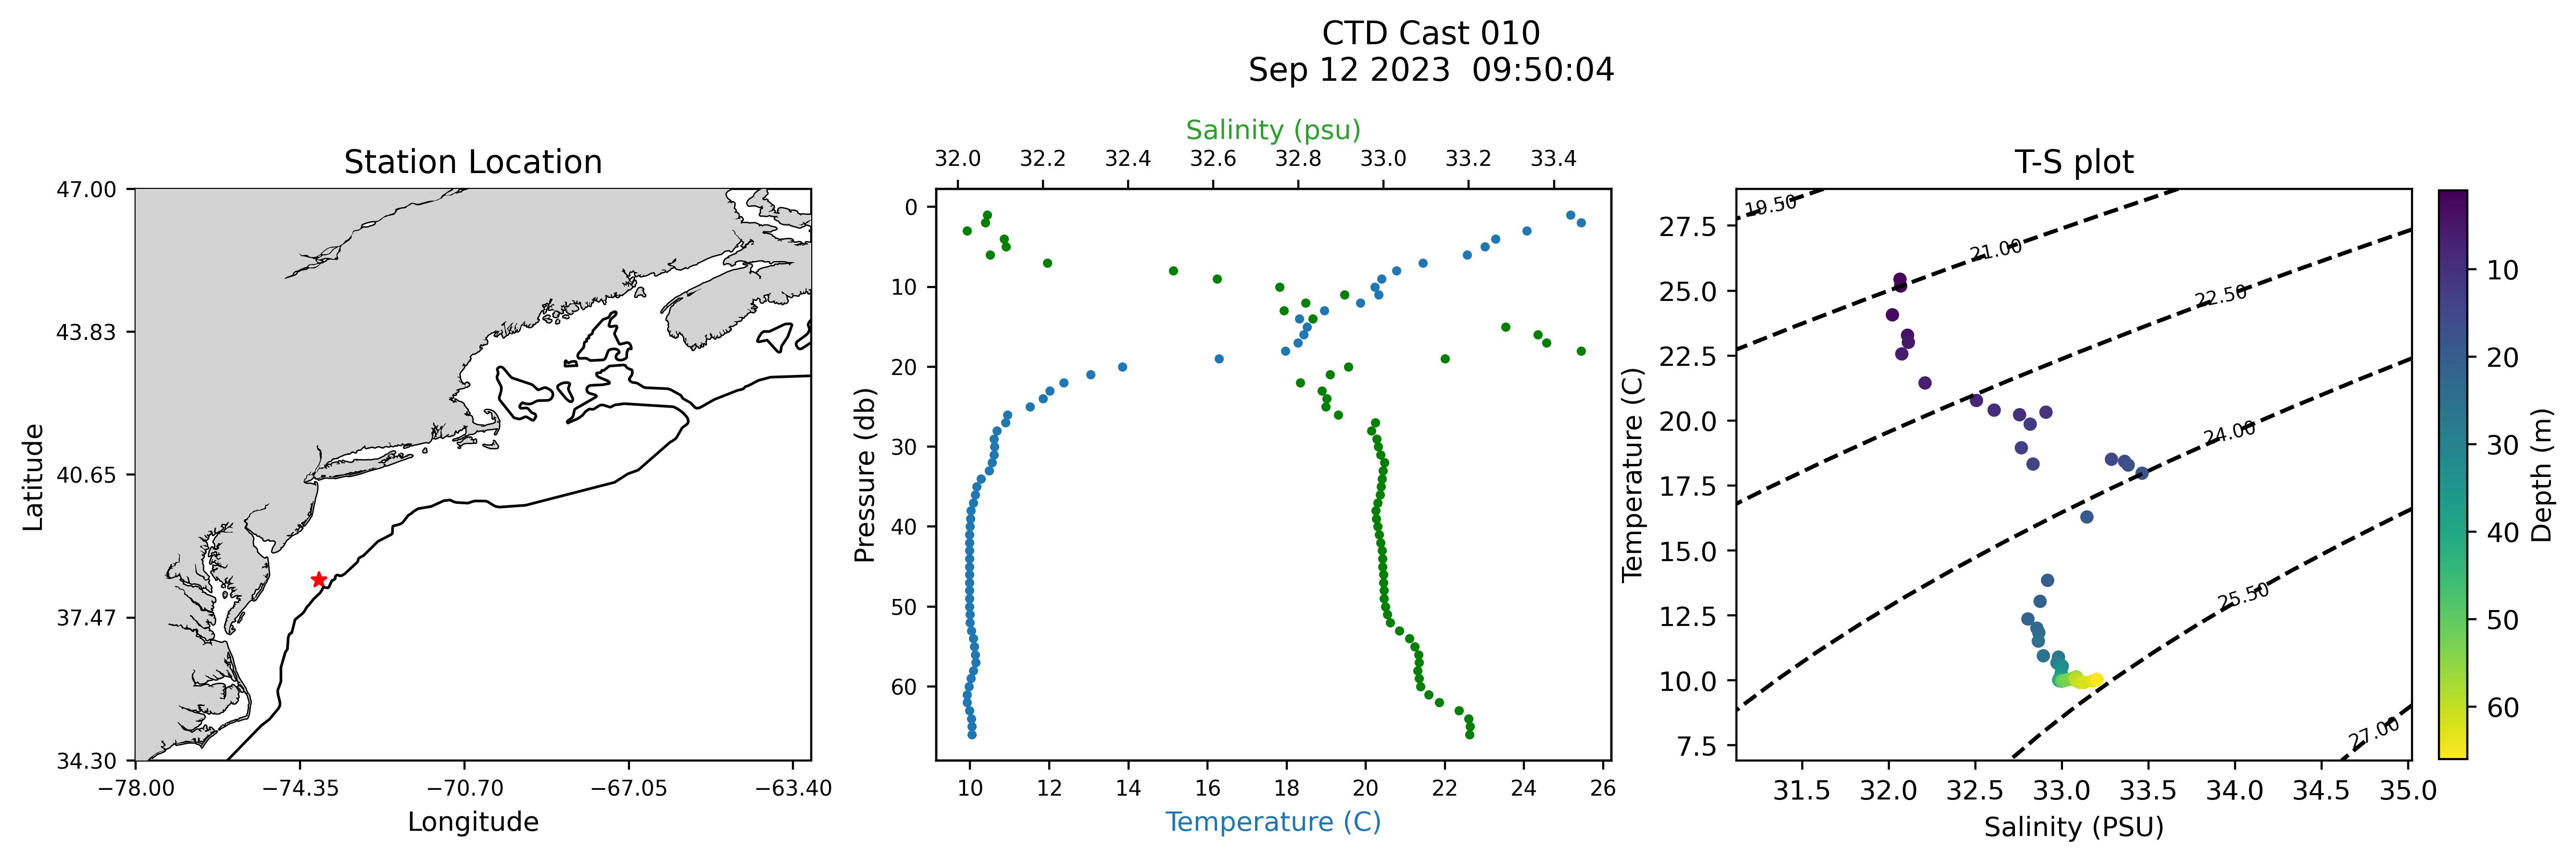 CTD Cast 010
Sep 12 2023  09:50:04
Station Location
47.00
43.83
40.65
37.47
34.30
Latitude
−78.00 −74.35 −70.70 −67.05 −63.40
Longitude
Salinity (psu)
32.0 32.2 32.4 32.6 32.8 33.0 33.2 33.4
0
10
20
30
40
50
60
Pressure (db)
10 12 14 16 18 20 22 24 26
Temperature (C)
T-S plot
27.5
25.0
22.5
20.0
17.5
15.0
12.5
10.0
7.5
Temperature (C)
19.50
21.00
22.50
24.00
25.50
27.00
31.5 32.0 32.5 33.0 33.5 34.0 34.5 35.0
Salinity (PSU)
10
20
30
40
50
60
Depth (m)